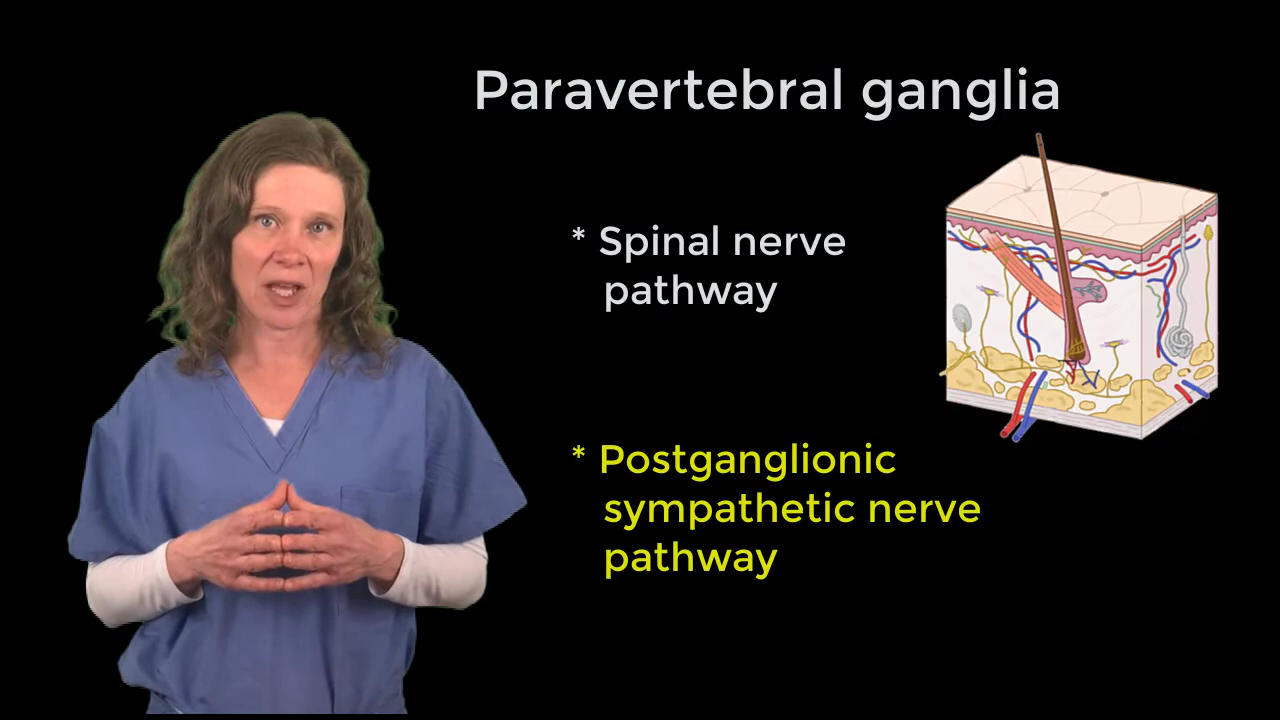 Paravertebral ganglia
* Spinal nerve
pathway
* Postganglionic
sympathetic nerve
pathway